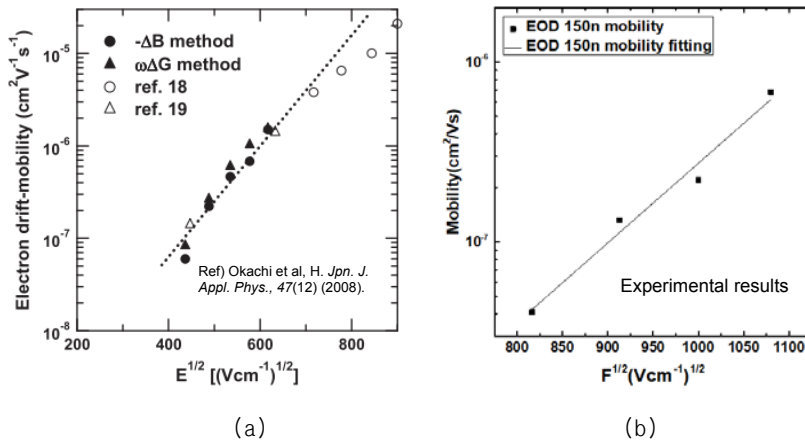 -ΔB method
ωΔG method
ref. 18
ref. 19
Electron drift-mobility (cm²V⁻¹s⁻¹)
10⁻⁵
10⁻⁶
10⁻⁷
10⁻⁸
Ref) Okachi et al, H. Jpn. J.
Appl. Phys., 47(12) (2008).
200 400 600 800
E^1/2 [(Vcm⁻¹)^1/2]
(a)
EOD 150n mobility
EOD 150n mobility fitting
Mobility(cm²/Vs)
10⁻⁶
10⁻⁷
Experimental results
800 850 900 950 1000 1050 1100
F^1/2(Vcm⁻¹)^1/2
(b)